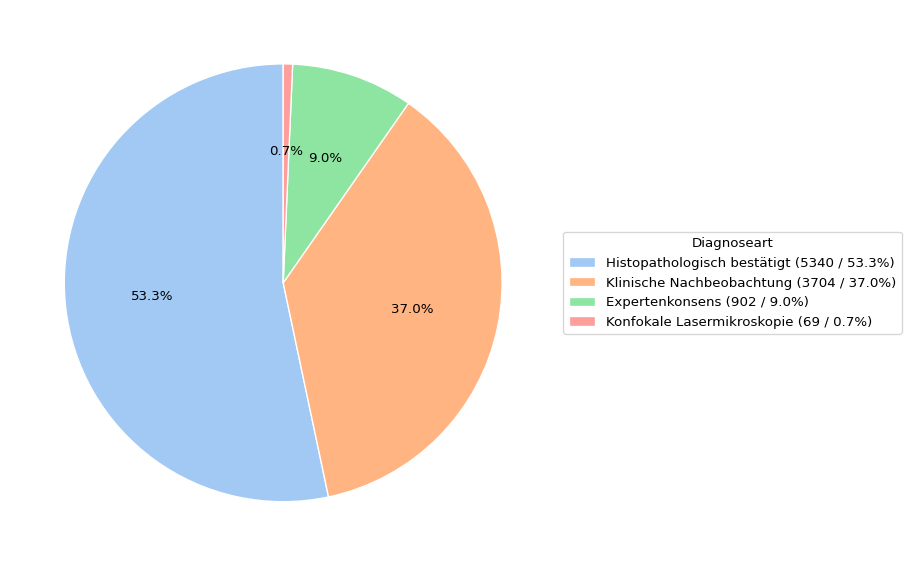 0.7%
9.0%
53.3%
37.0%
Diagnoseart
Histopathologisch bestätigt (5340 / 53.3%)
Klinische Nachbeobachtung (3704 / 37.0%)
Expertenkonsens (902 / 9.0%)
Konfokale Lasermikroskopie (69 / 0.7%)